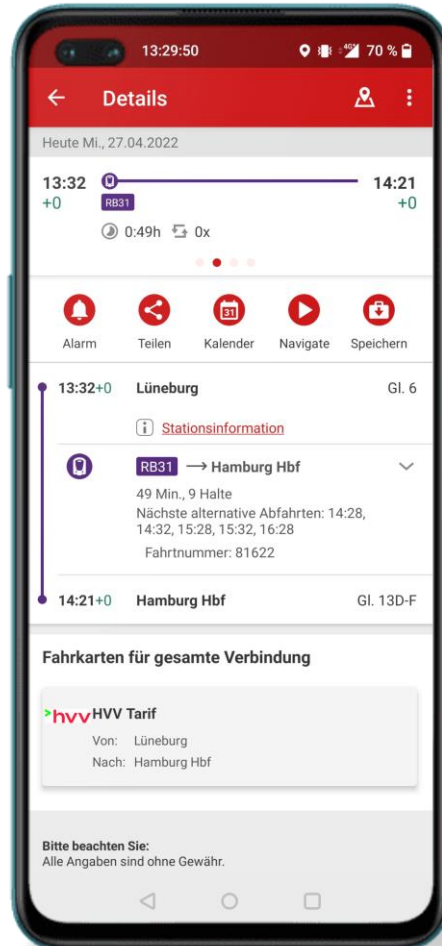 13:29:50 4G 70 %
Details
Heute Mi., 27.04.2022
13:32 14:21
+0 RB31 +0
0:49h 0x
31
Alarm Teilen Kalender Navigate Speichern
13:32+0 Lüneburg Gl. 6
i Stationsinformation
RB31 → Hamburg Hbf
49 Min., 9 Halte
Nächste alternative Abfahrten: 14:28,
14:32, 15:28, 15:32, 16:28
Fahrtnummer: 81622
14:21+0 Hamburg Hbf Gl. 13D-F
Fahrkarten für gesamte Verbindung
>hvv HVV Tarif
Von: Lüneburg
Nach: Hamburg Hbf
Bitte beachten Sie:
Alle Angaben sind ohne Gewähr.